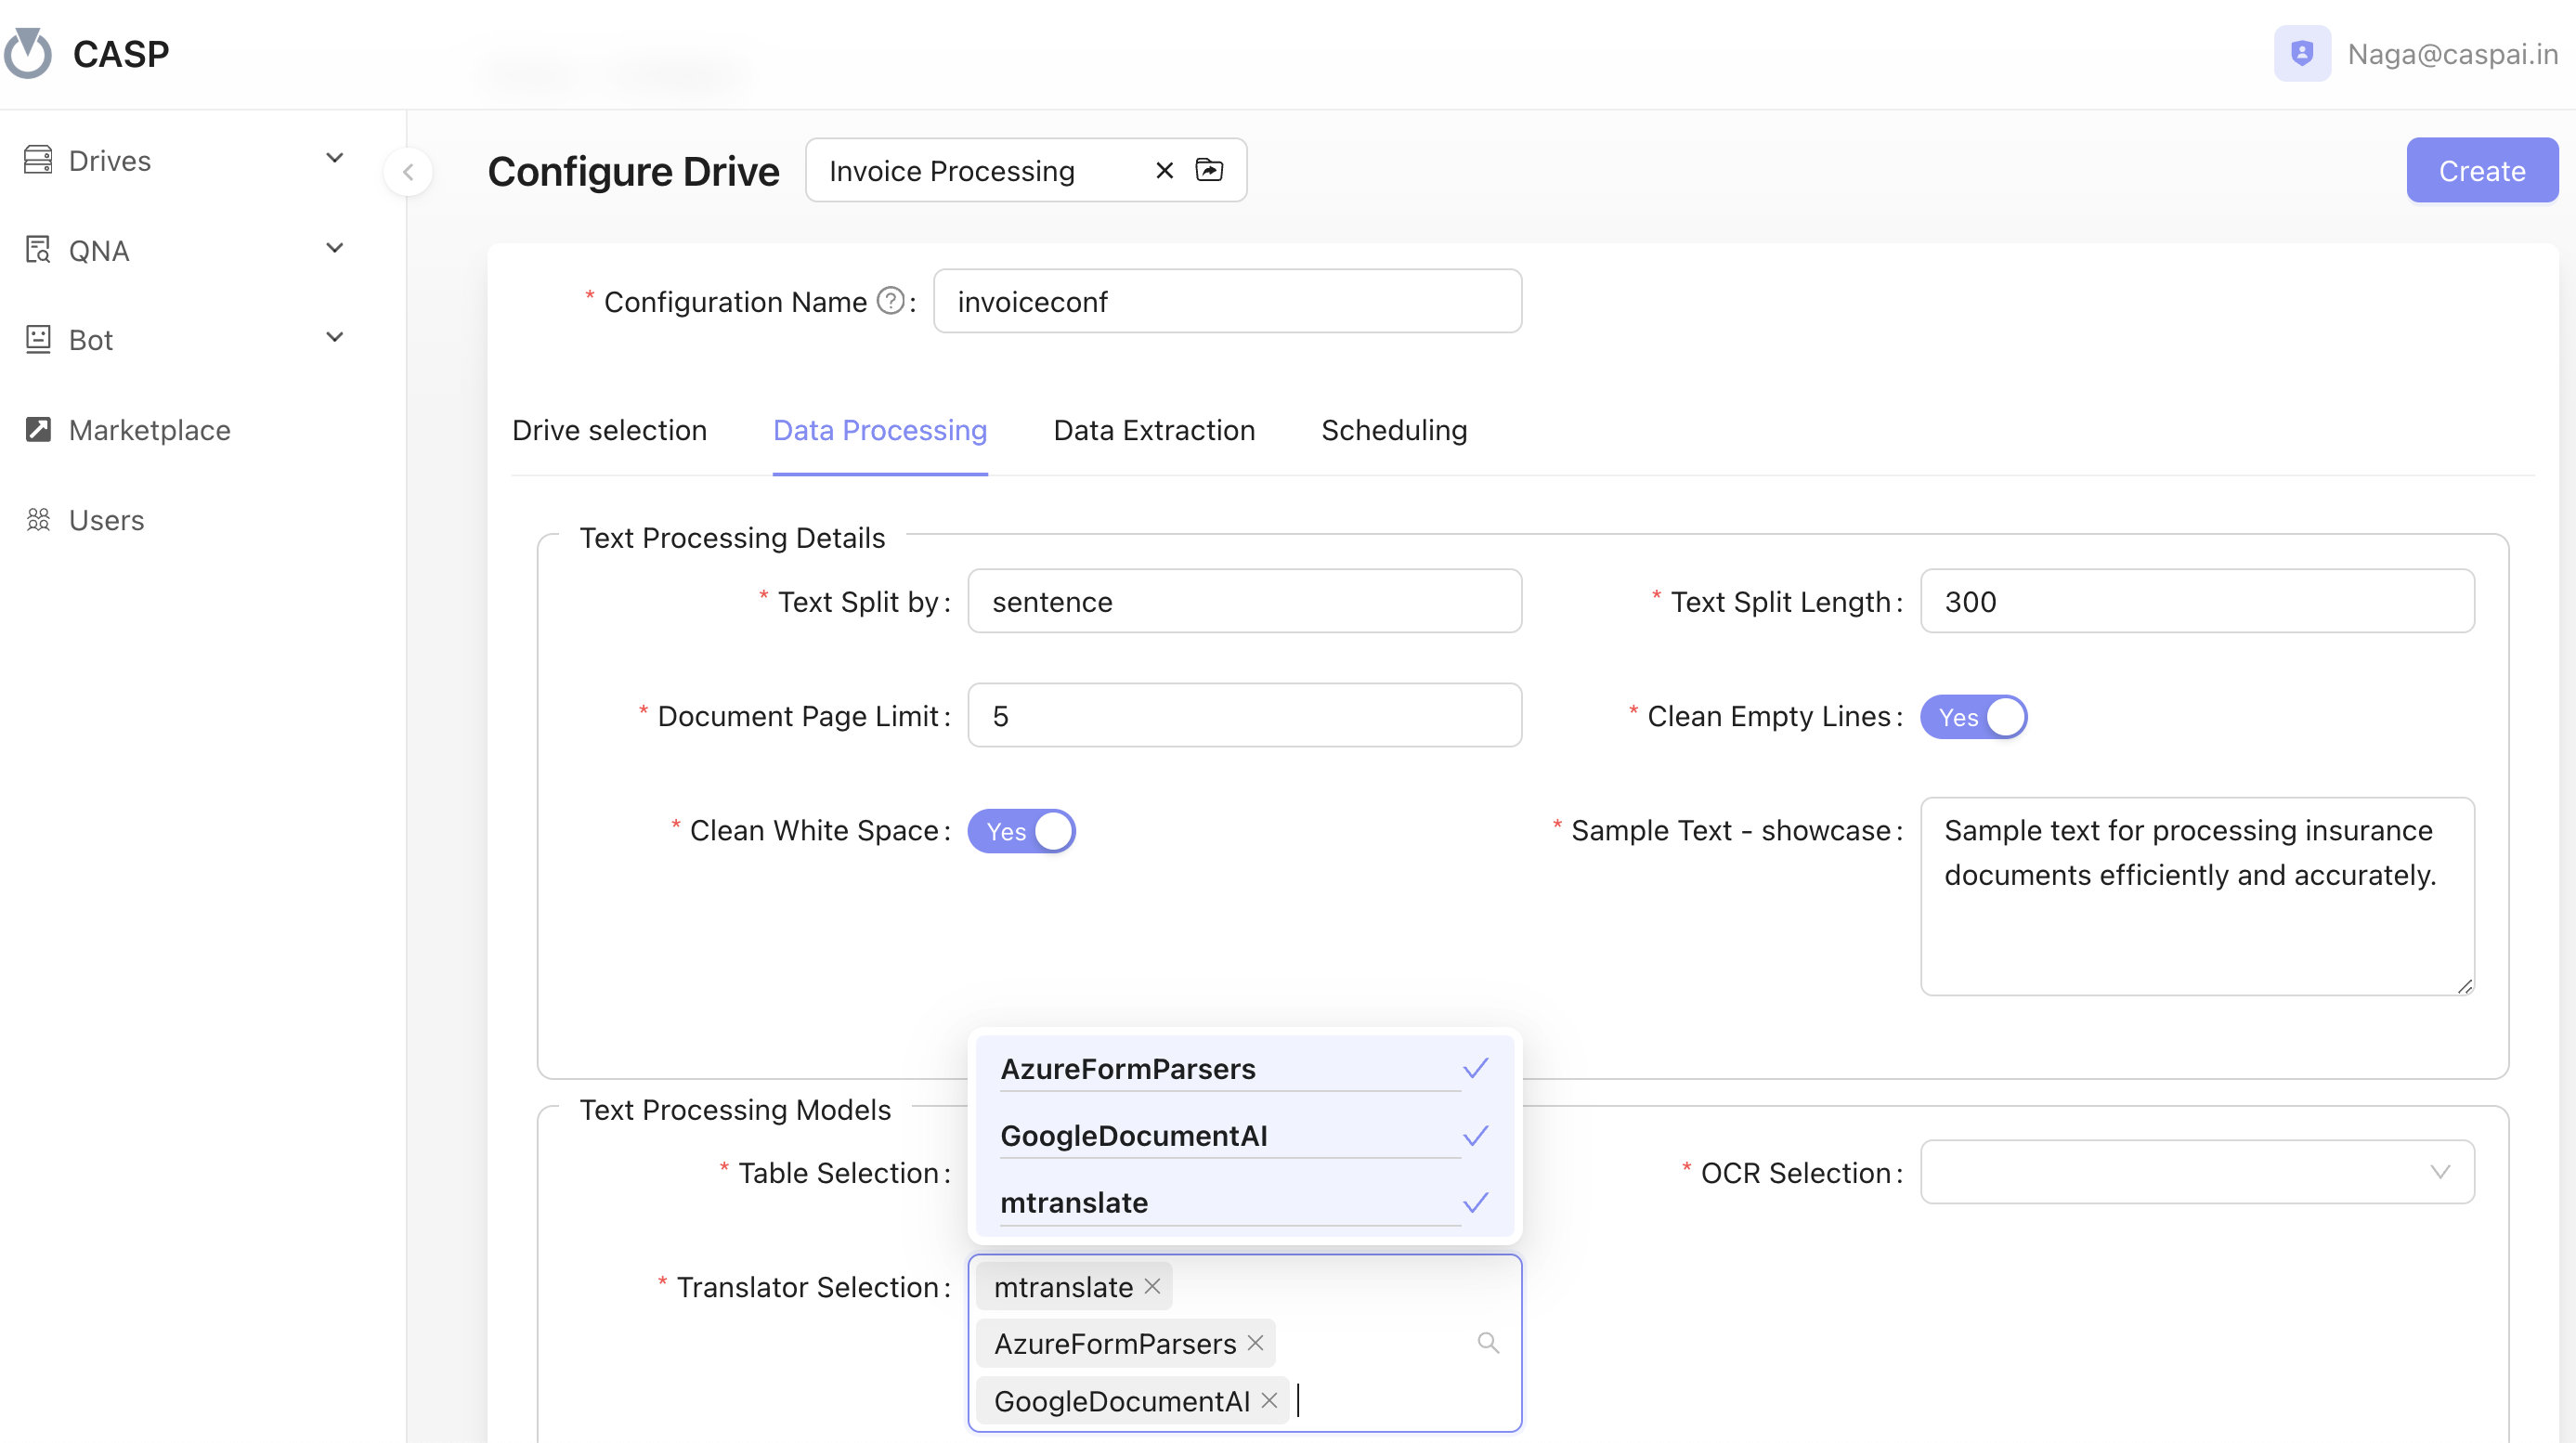 CASP
Naga@caspai.in
Drives
QNA
Bot
Marketplace
Users
Configure Drive
Invoice Processing
Create
* Configuration Name ? :
invoiceconf
Drive selection
Data Processing
Data Extraction
Scheduling
Text Processing Details
* Text Split by :
sentence
* Text Split Length :
300
* Document Page Limit :
5
* Clean Empty Lines :
Yes
* Clean White Space :
Yes
* Sample Text - showcase :
Sample text for processing insurance
documents efficiently and accurately.
Text Processing Models
* Table Selection :
AzureFormParsers
GoogleDocumentAI
mtranslate
* OCR Selection :
* Translator Selection :
mtranslate
AzureFormParsers
GoogleDocumentAI